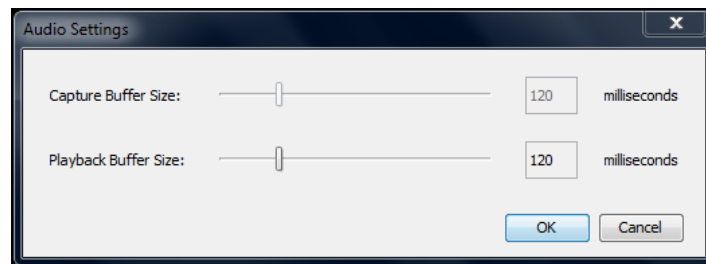 Audio Settings
Capture Buffer Size: 120 milliseconds
Playback Buffer Size: 120 milliseconds
OK Cancel